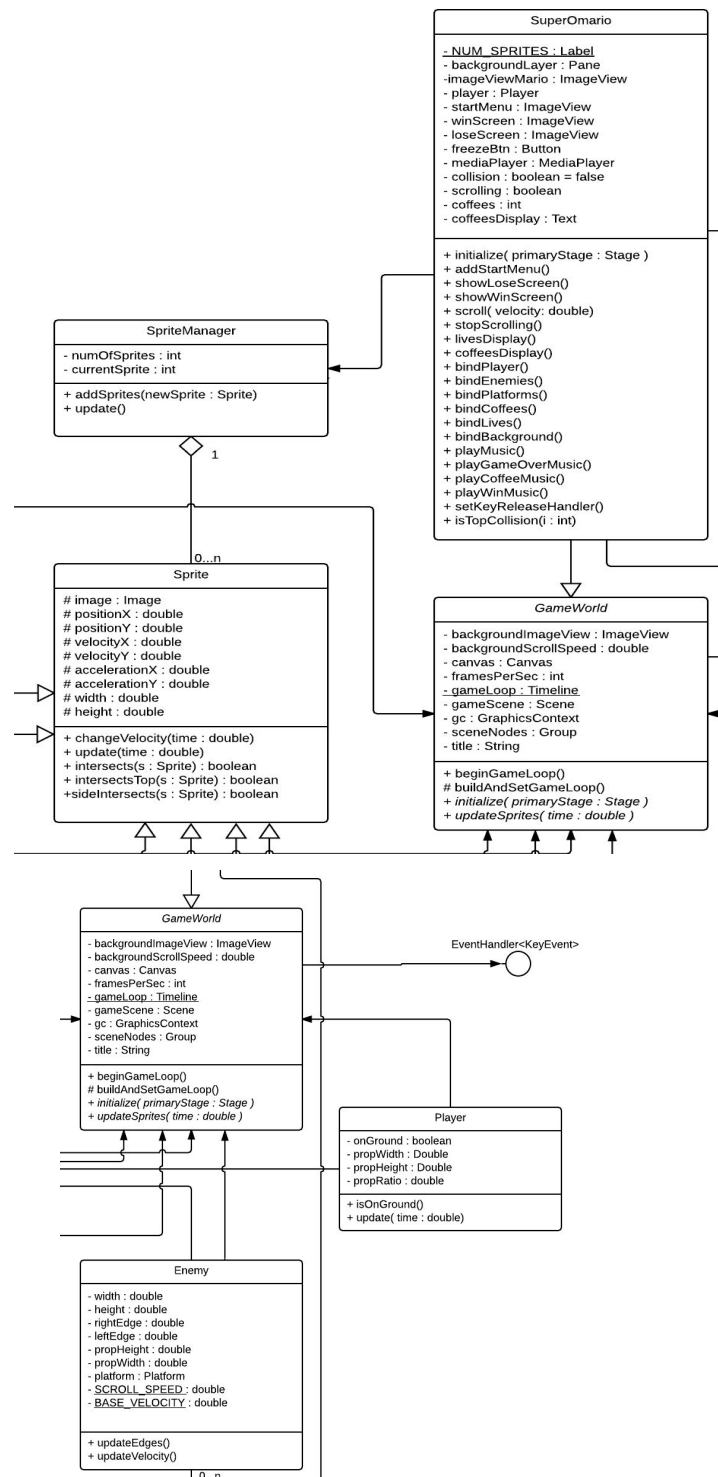 SuperOmario
- NUM_SPRITES : Label
- backgroundLayer : Pane
-imageViewMario : ImageView
- player : Player
- startMenu : ImageView
- winScreen : ImageView
- loseScreen : ImageView
- freezeBtn : Button
- mediaPlayer : MediaPlayer
- collision : boolean = false
- scrolling : boolean
- coffees : int
- coffeesDisplay : Text
+ initialize( primaryStage : Stage )
+ addStartMenu()
+ showLoseScreen()
+ showWinScreen()
+ scroll( velocity: double)
+ stopScrolling()
+ livesDisplay()
+ coffeesDisplay()
+ bindPlayer()
+ bindEnemies()
+ bindPlatforms()
+ bindCoffees()
+ bindLives()
+ bindBackground()
+ playMusic()
+ playGameOverMusic()
+ playCoffeeMusic()
+ playWinMusic()
+ setKeyReleaseHandler()
+ isTopCollision(i : int)
SpriteManager
- numOfSprites : int
- currentSprite : int
+ addSprites(newSprite : Sprite)
+ update()
1
0...n
Sprite
# image : Image
# positionX : double
# positionY : double
# velocityX : double
# velocityY : double
# accelerationX : double
# accelerationY : double
# width : double
# height : double
+ changeVelocity(time : double)
+ update(time : double)
+ intersects(s : Sprite) : boolean
+ intersectsTop(s : Sprite) : boolean
+sideIntersects(s : Sprite) : boolean
GameWorld
- backgroundImageView : ImageView
- backgroundScrollSpeed : double
- canvas : Canvas
- framesPerSec : int
- gameLoop : Timeline
- gameScene : Scene
- gc : GraphicsContext
- sceneNodes : Group
- title : String
+ beginGameLoop()
# buildAndSetGameLoop()
+ initialize( primaryStage : Stage )
+ updateSprites( time : double )
GameWorld
- backgroundImageView : ImageView
- backgroundScrollSpeed : double
- canvas : Canvas
- framesPerSec : int
- gameLoop : Timeline
- gameScene : Scene
- gc : GraphicsContext
- sceneNodes : Group
- title : String
+ beginGameLoop()
# buildAndSetGameLoop()
+ initialize( primaryStage : Stage )
+ updateSprites( time : double )
EventHandler<KeyEvent>
Player
- onGround : boolean
- propWidth : Double
- propHeight : Double
- propRatio : double
+ isOnGround()
+ update( time : double)
Enemy
- width : double
- height : double
- rightEdge : double
- leftEdge : double
- propHeight : double
- propWidth : double
- platform : Platform
- SCROLL_SPEED : double
- BASE_VELOCITY : double
+ updateEdges()
+ updateVelocity()
0...n